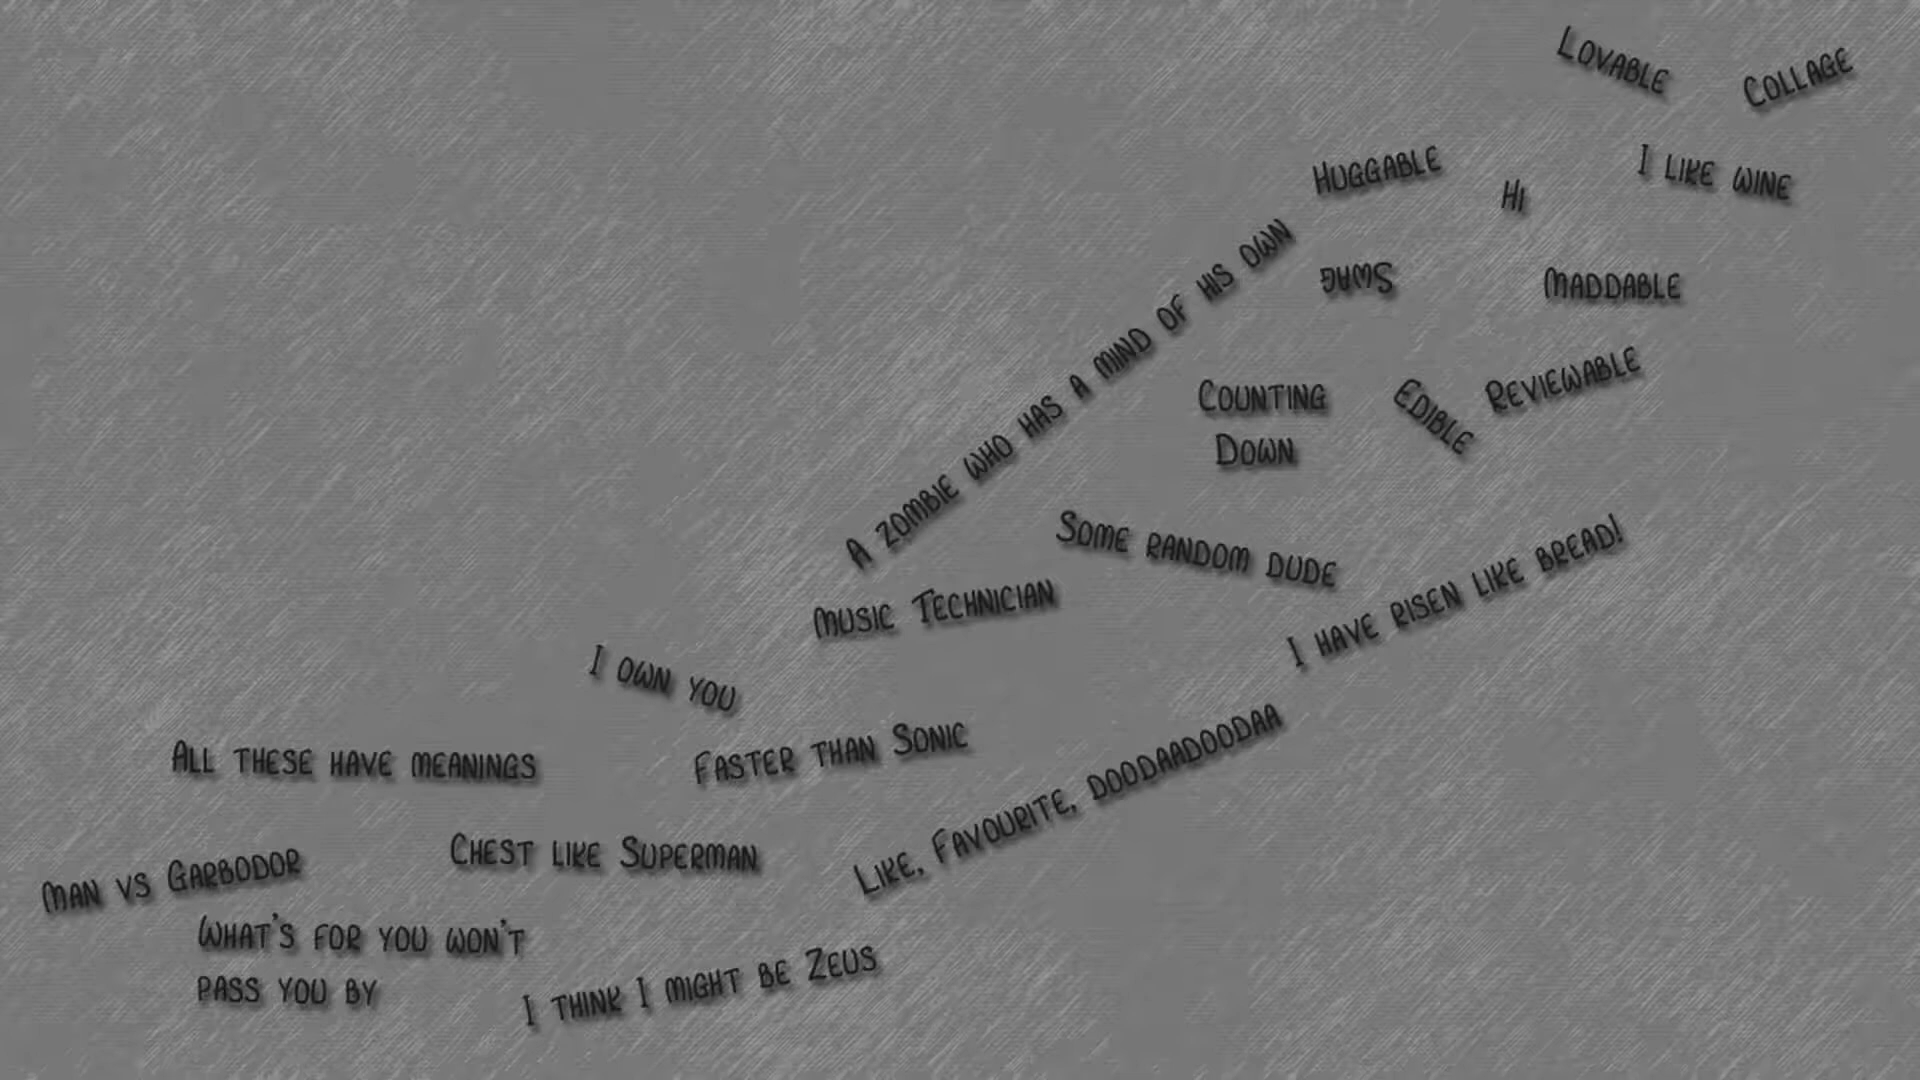 Lovable
Collage
Huggable
Hi
I like wine
Swag
Maddable
A zombie who has a mind of his own
Counting
Down
Edible
Reviewable
Some random dude
Music Technician
I have risen like bread!
I own you
All these have meanings
Faster than Sonic
Like, Favourite, doodaadoodaa
Man vs Garbodor
Chest like Superman
What's for you won't
pass you by
I think I might be Zeus